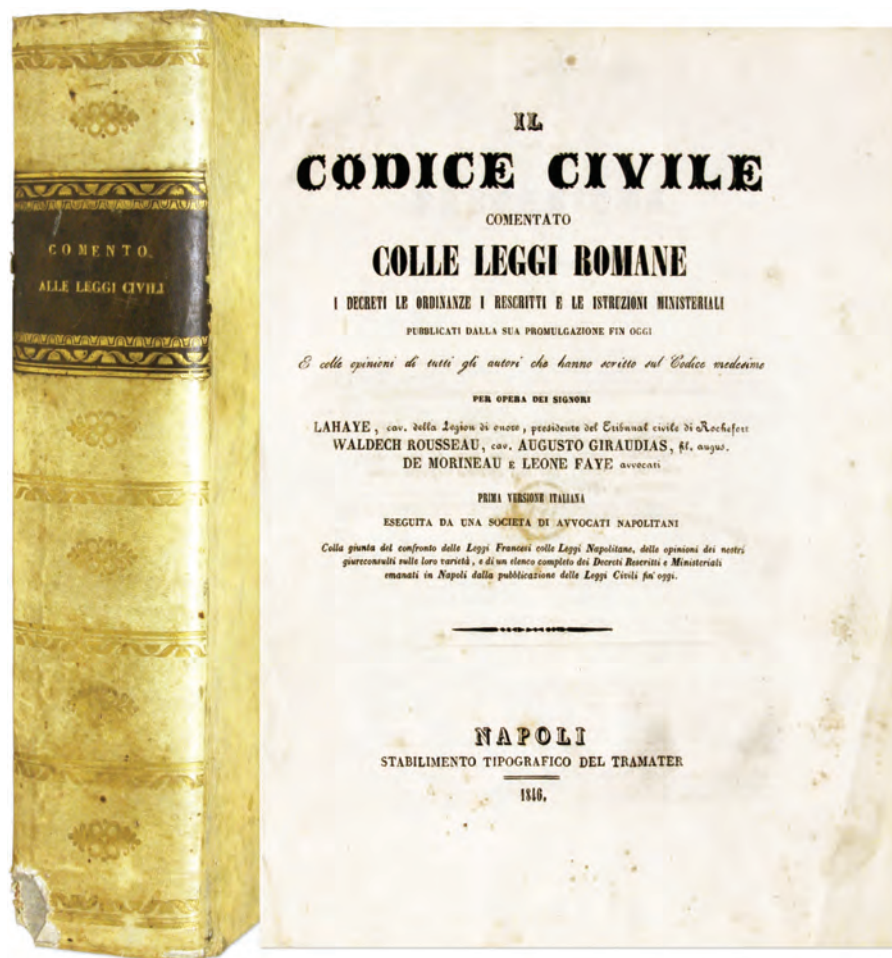 COMENTO
ALLE LEGGI CIVILI
IL
CODICE CIVILE
COMENTATO
COLLE LEGGI ROMANE
I DECRETI LE ORDINANZE I RESCRITTI E LE ISTRUZIONI MINISTERIALI
PUBBLICATI DALLA SUA PROMULGAZIONE FIN OGGI
E colle opinioni di tutti gli autori che hanno scritto sul Codice medesimo
PER OPERA DEI SIGNORI
LAHAYE, cav. della Legion di onore, presidente del Tribunal civile di Rochefort
WALDECH ROUSSEAU, cav. AUGUSTO GIRAUDIAS, fil. augus.
DE MORINEAU E LEONE FAYE avvocati
PRIMA VERSIONE ITALIANA
ESEGUITA DA UNA SOCIETA DI AVVOCATI NAPOLITANI
Colla giunta del confronto delle Leggi Francesi colle Leggi Napolitane, delle opinioni dei nostri
giureconsulti sulle loro varietà, e di un elenco completo dei Decreti Rescritti e Ministeriali
emanati in Napoli dalla pubblicazione delle Leggi Civili fin' oggi.
NAPOLI
STABILIMENTO TIPOGRAFICO DEL TRAMATER
1846.